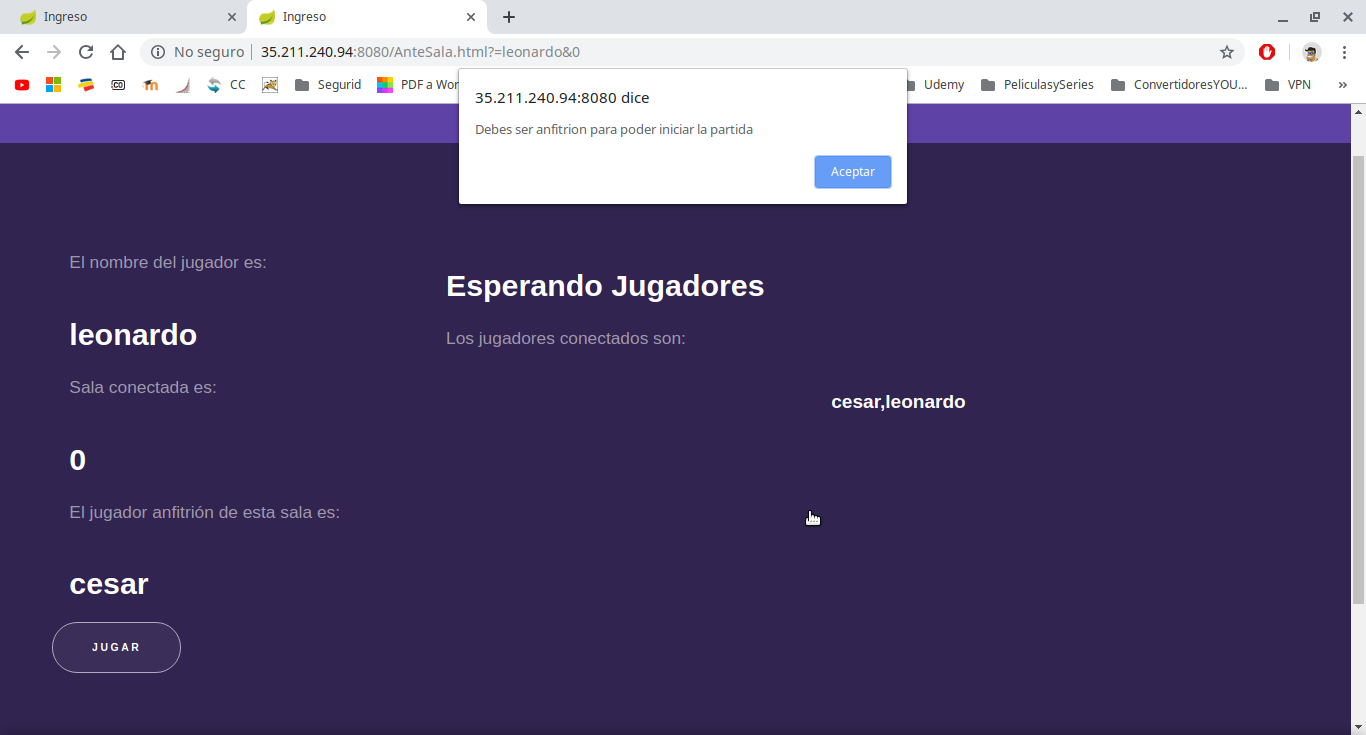 Ingreso
Ingreso
No seguro 35.211.240.94:8080/AnteSala.html?=leonardo&0
CC Segurid PDF a Wor Udemy PeliculasySeries ConvertidoresYOU... VPN »
35.211.240.94:8080 dice
Debes ser anfitrion para poder iniciar la partida
Aceptar
El nombre del jugador es:
leonardo
Sala conectada es:
0
El jugador anfitrión de esta sala es:
cesar
JUGAR
Esperando Jugadores
Los jugadores conectados son:
cesar,leonardo